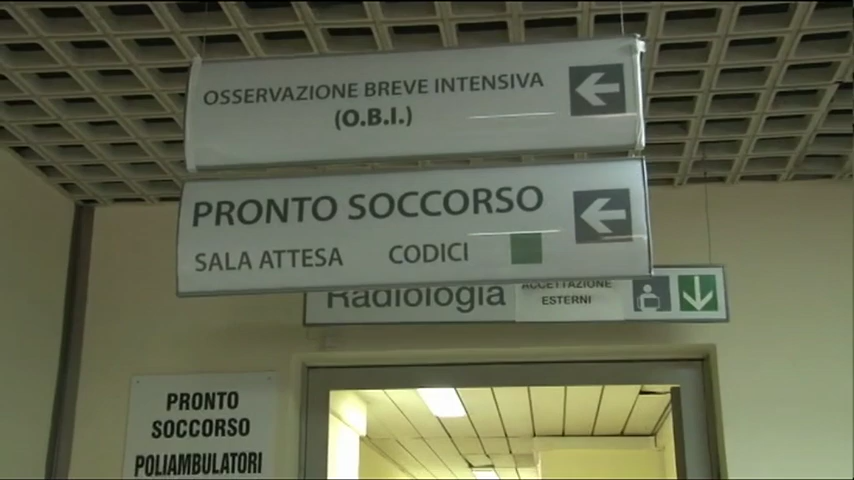 OSSERVAZIONE BREVE INTENSIVA
(O.B.I.)
PRONTO SOCCORSO
SALA ATTESA CODICI
Radiologia
ACCETTAZIONE
ESTERNI
PRONTO
SOCCORSO
POLIAMBULATORI